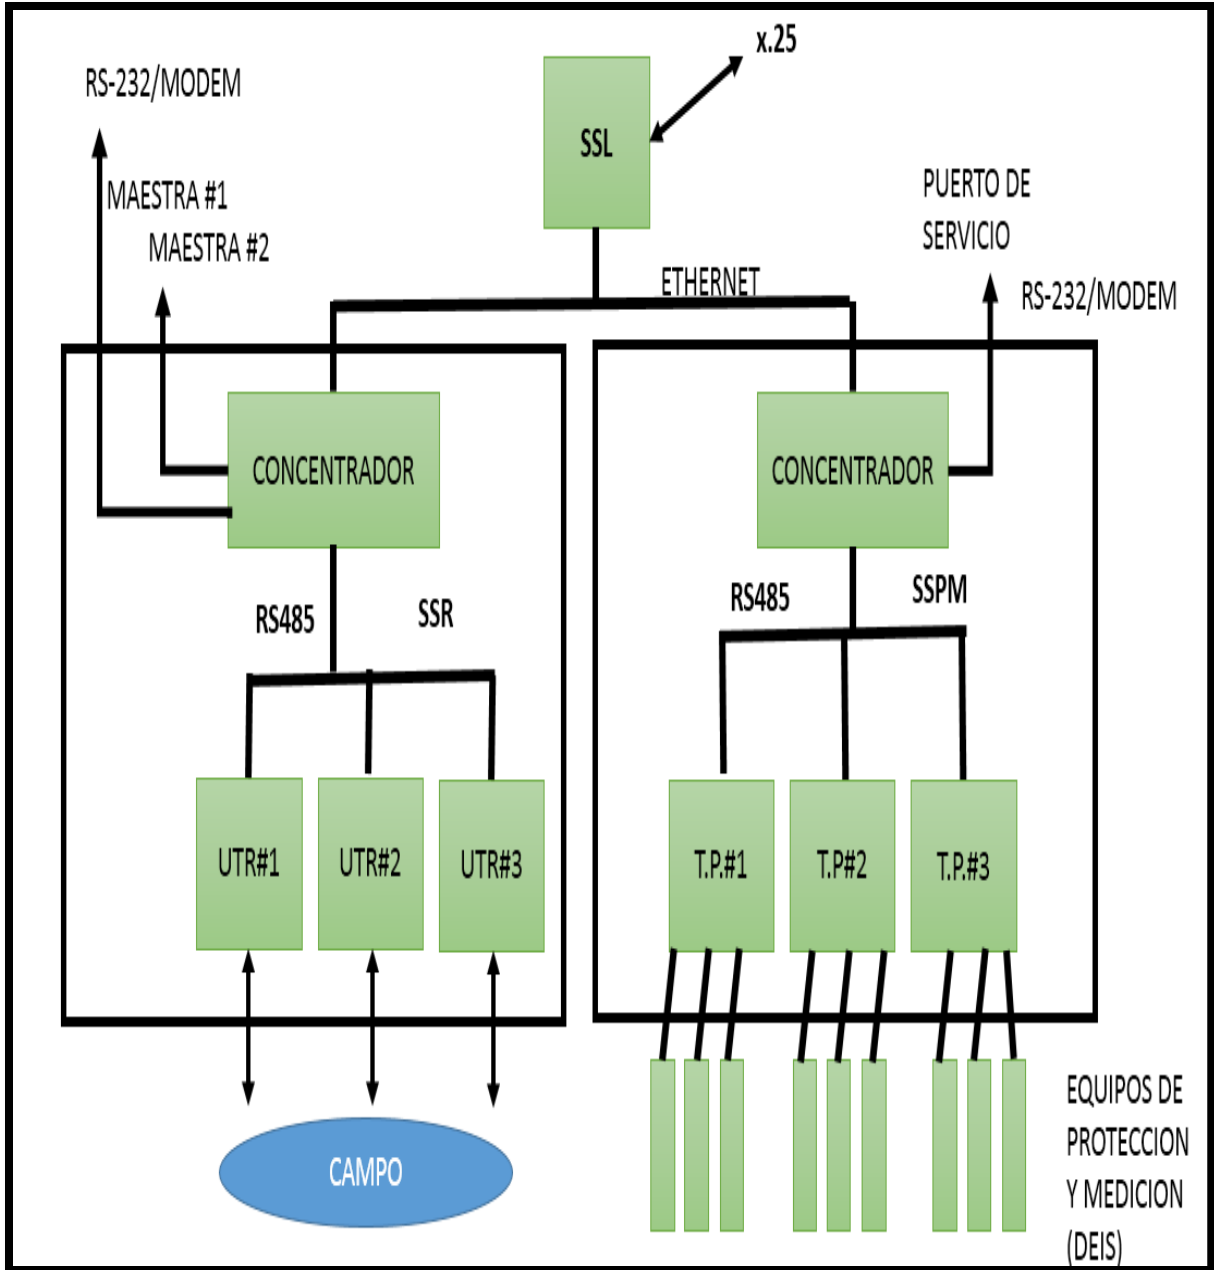 x.25
RS-232/MODEM
SSL
MAESTRA #1
MAESTRA #2
PUERTO DE
SERVICIO
ETHERNET
RS-232/MODEM
CONCENTRADOR
CONCENTRADOR
RS485
SSR
RS485
SSPM
UTR#1
UTR#2
UTR#3
T.P.#1
T.P#2
T.P.#3
CAMPO
EQUIPOS DE
PROTECCION
Y MEDICION
(DEIS)